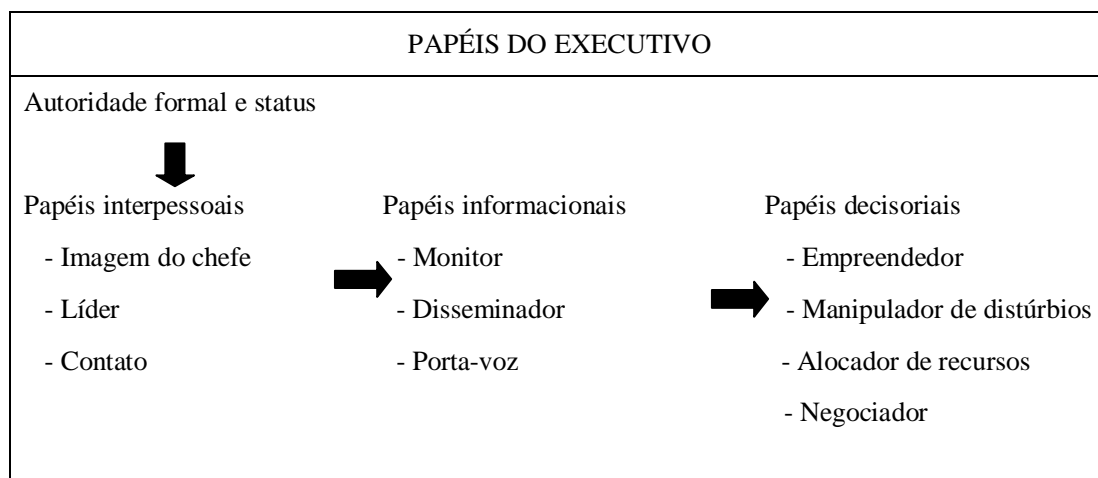 PAPÉIS DO EXECUTIVO
Autoridade formal e status
Papéis interpessoais
- Imagem do chefe
- Líder
- Contato
Papéis informacionais
- Monitor
- Disseminador
- Porta-voz
Papéis decisoriais
- Empreendedor
- Manipulador de distúrbios
- Alocador de recursos
- Negociador